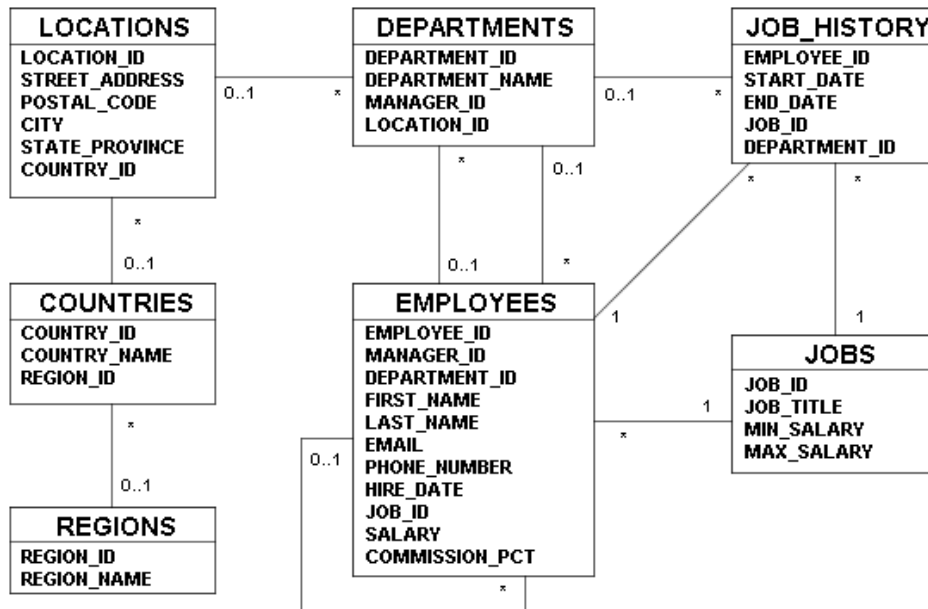 LOCATIONS
LOCATION_ID
STREET_ADDRESS
POSTAL_CODE
CITY
STATE_PROVINCE
COUNTRY_ID
0..1
*
DEPARTMENTS
DEPARTMENT_ID
DEPARTMENT_NAME
MANAGER_ID
LOCATION_ID
0..1
*
JOB_HISTORY
EMPLOYEE_ID
START_DATE
END_DATE
JOB_ID
DEPARTMENT_ID
*
0..1
*
0..1
*
0..1
*
*
1
1
COUNTRIES
COUNTRY_ID
COUNTRY_NAME
REGION_ID
*
0..1
EMPLOYEES
EMPLOYEE_ID
MANAGER_ID
DEPARTMENT_ID
FIRST_NAME
LAST_NAME
EMAIL
PHONE_NUMBER
HIRE_DATE
JOB_ID
SALARY
COMMISSION_PCT
0..1
*
1
*
JOBS
JOB_ID
JOB_TITLE
MIN_SALARY
MAX_SALARY
REGIONS
REGION_ID
REGION_NAME